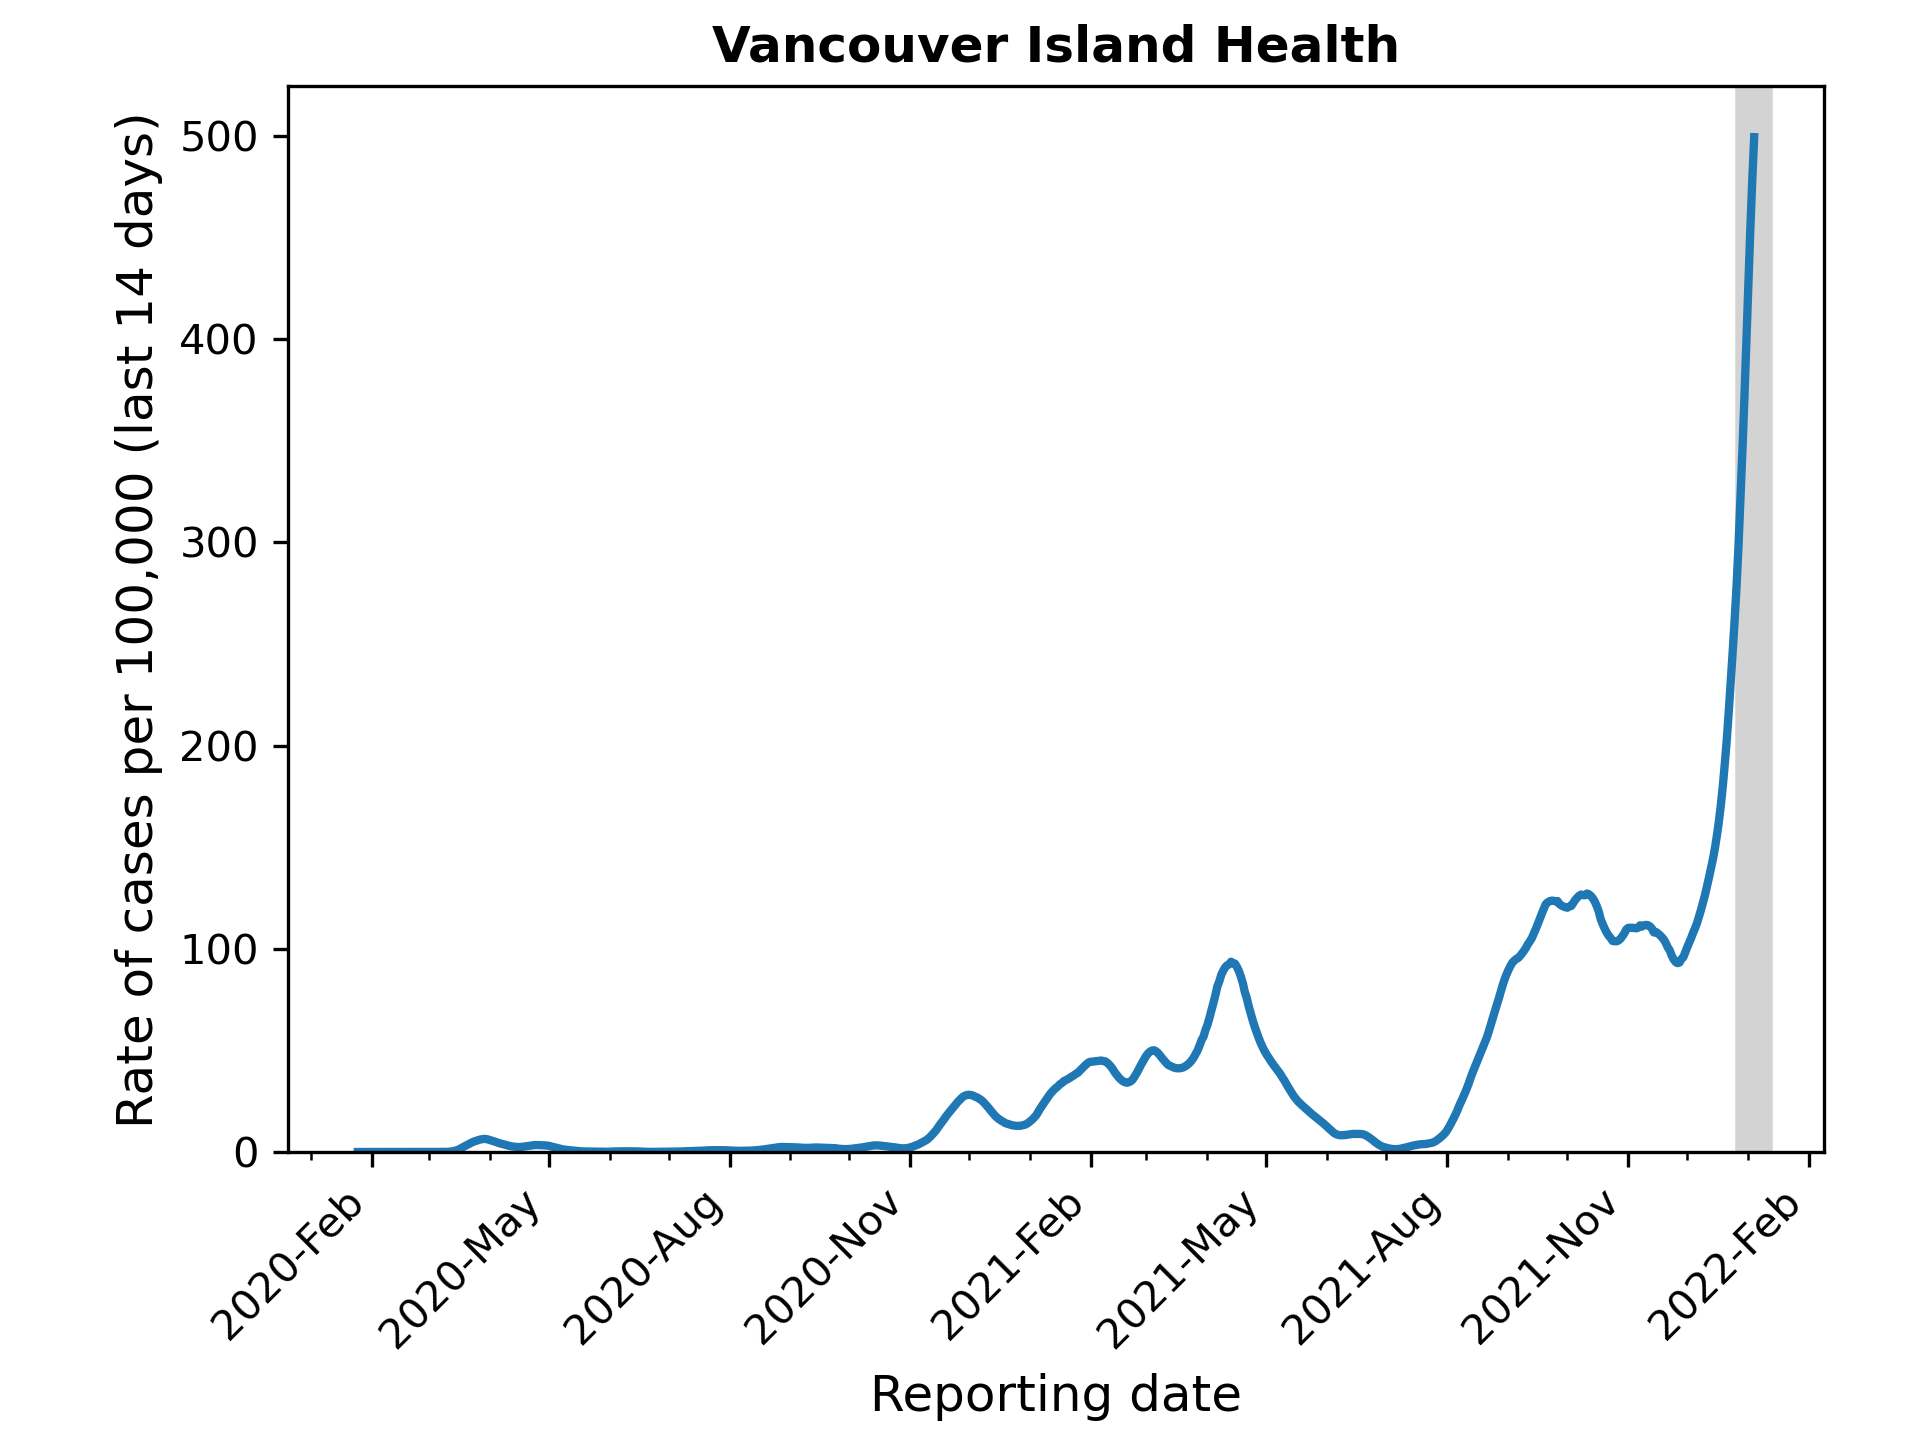 Vancouver Island Health
Rate of cases per 100,000 (last 14 days)
500
400
300
200
100
0
2020-Feb
2020-May
2020-Aug
2020-Nov
2021-Feb
2021-May
2021-Aug
2021-Nov
2022-Feb
Reporting date